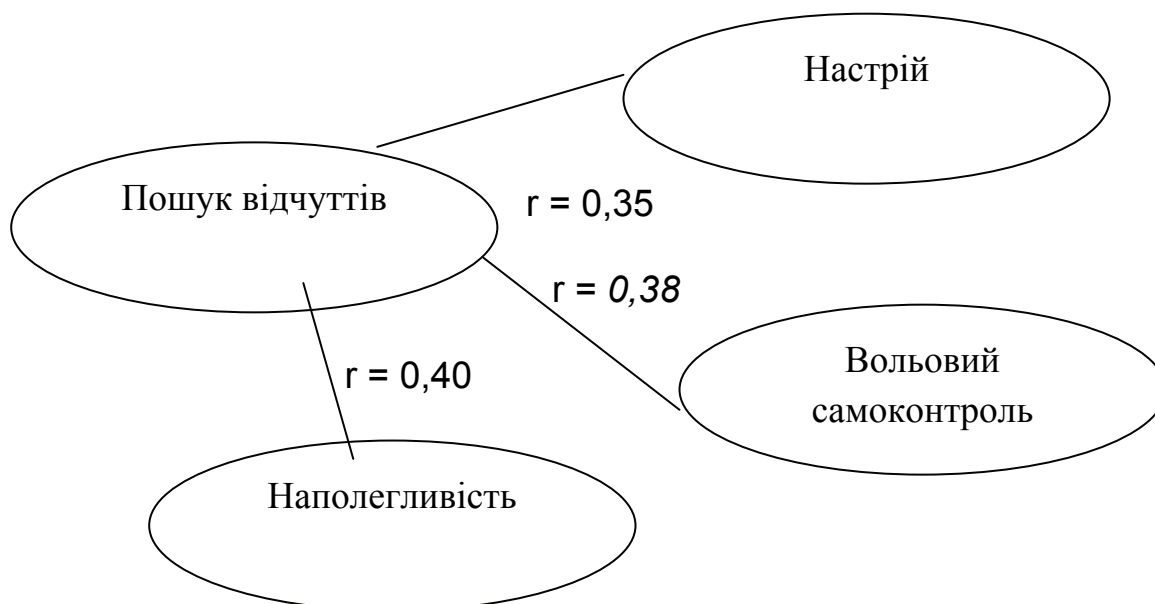 Настрій
Пошук відчуттів
r = 0,35
r = 0,38
r = 0,40
Вольовий
самоконтроль
Наполегливість